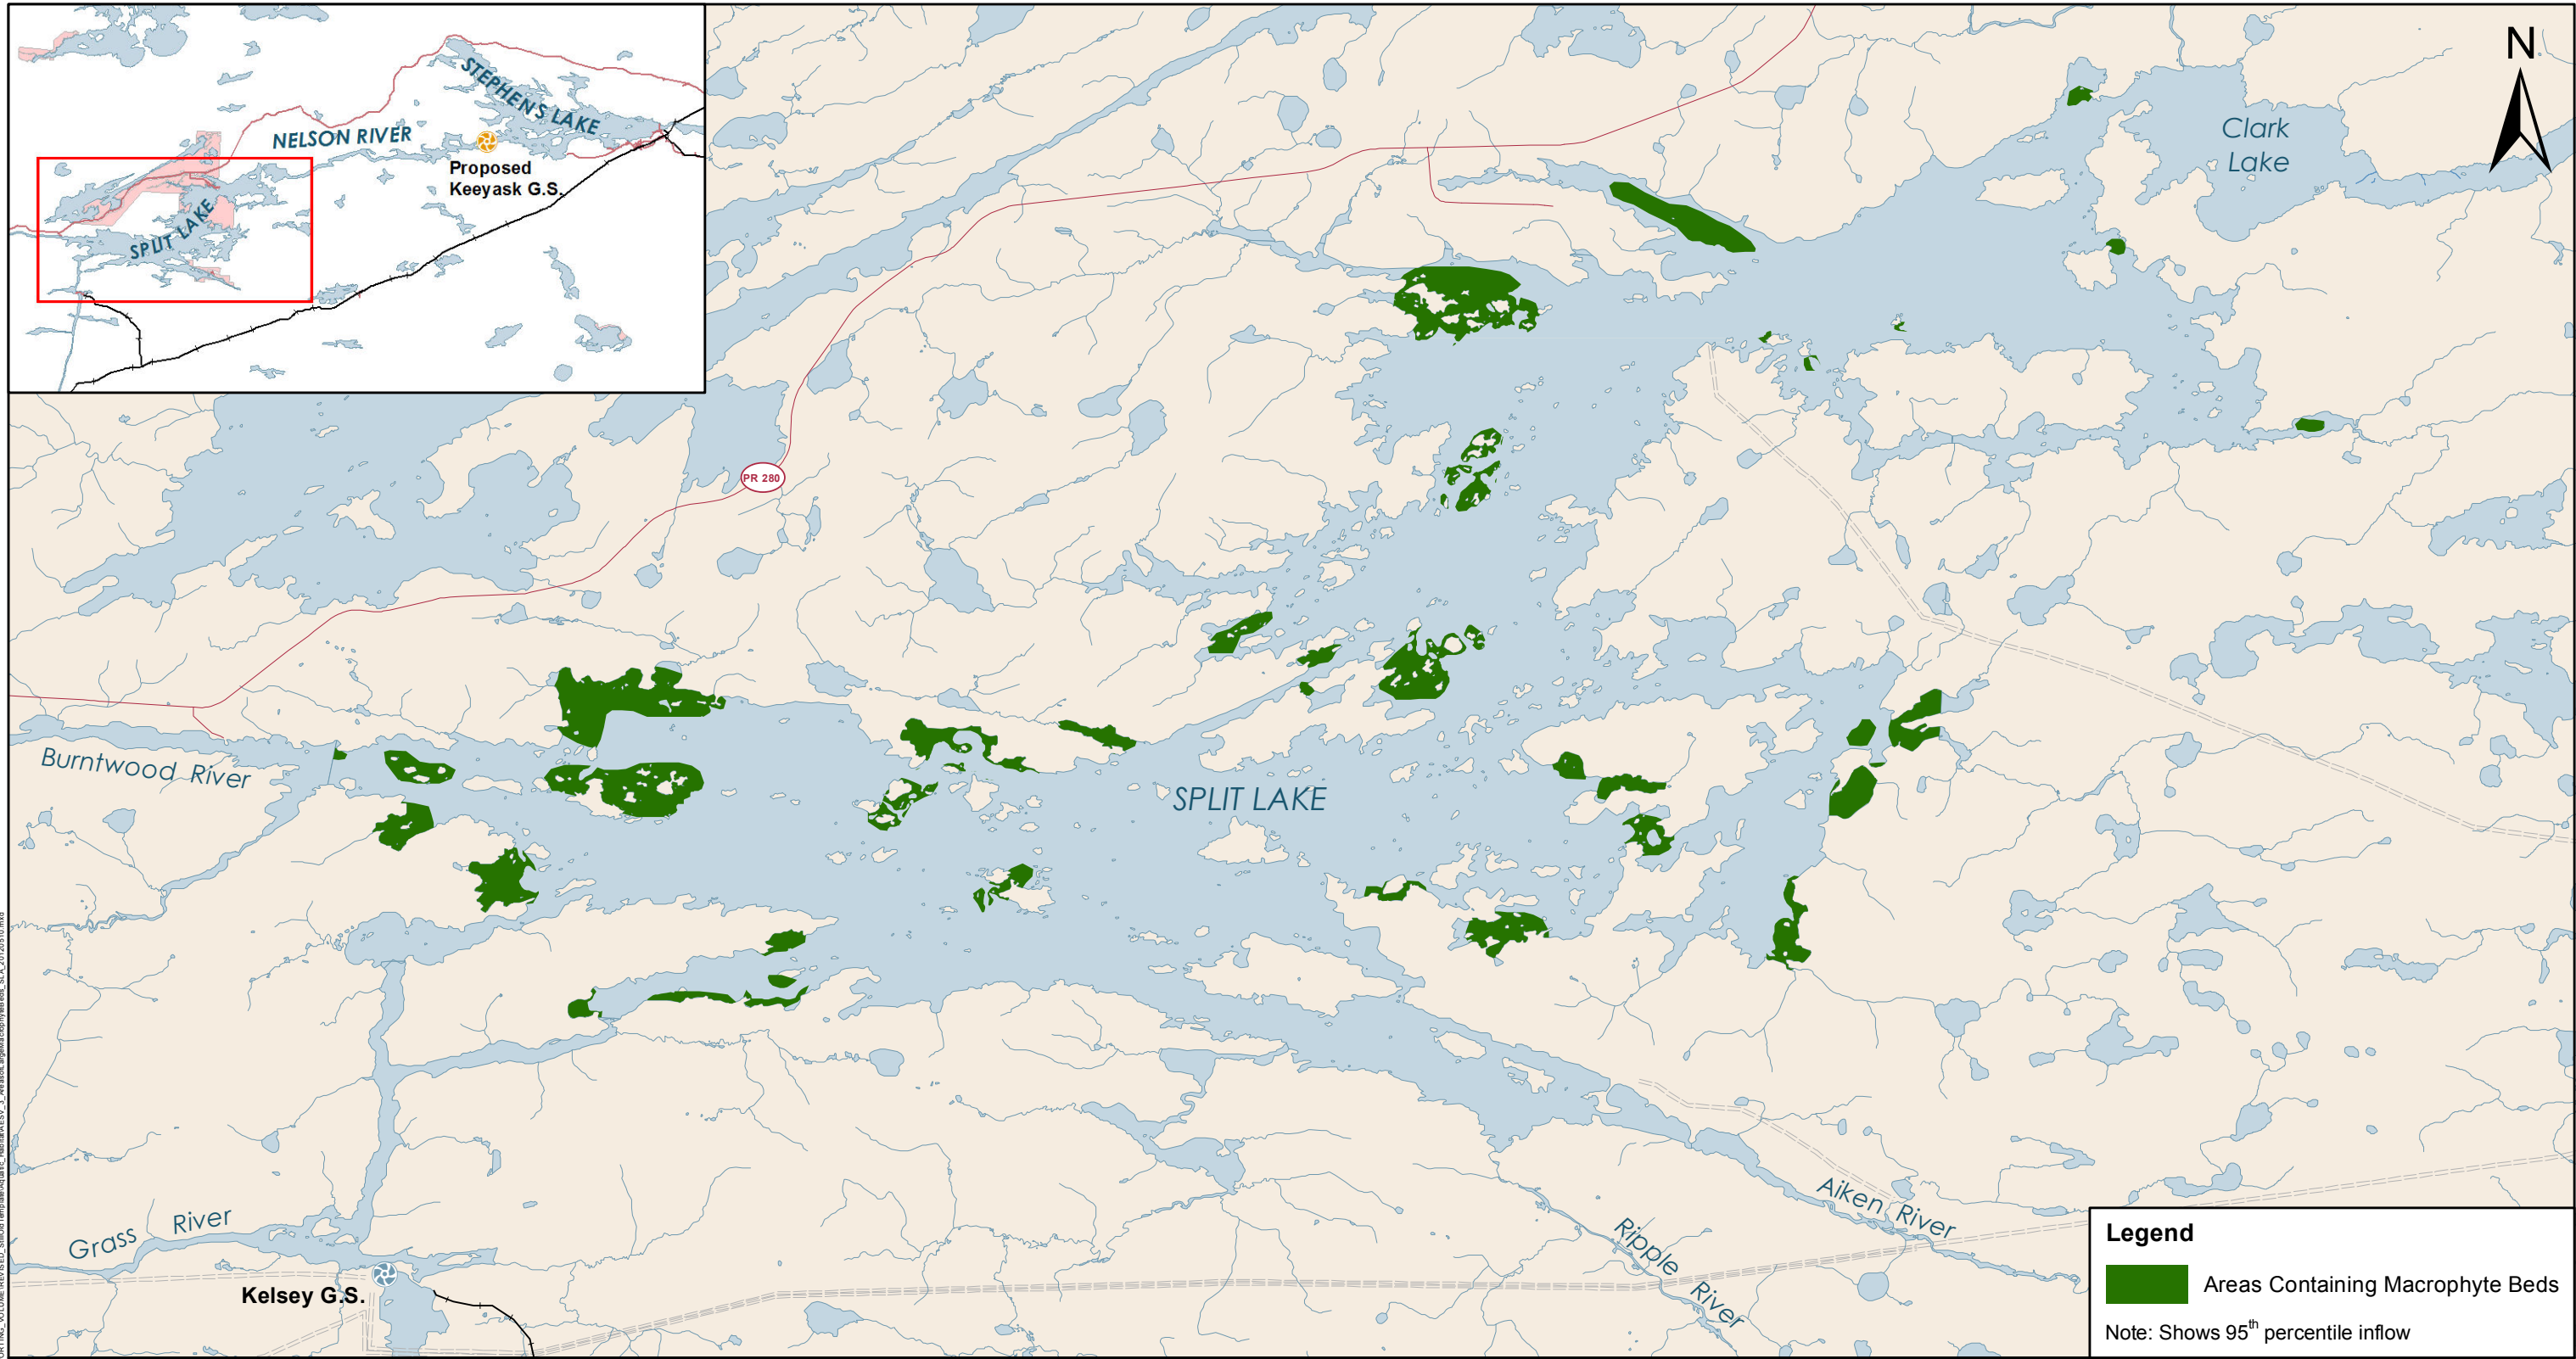 STEPHENS LAKE
NELSON RIVER
Proposed
Keeyask G.S.
SPLIT LAKE
N
Clark
Lake
PR 280
Burntwood River
SPLIT LAKE
Grass River
Kelsey G.S.
Aiken River
Ripple River
Legend
Areas Containing Macrophyte Beds
Note: Shows 95th percentile inflow